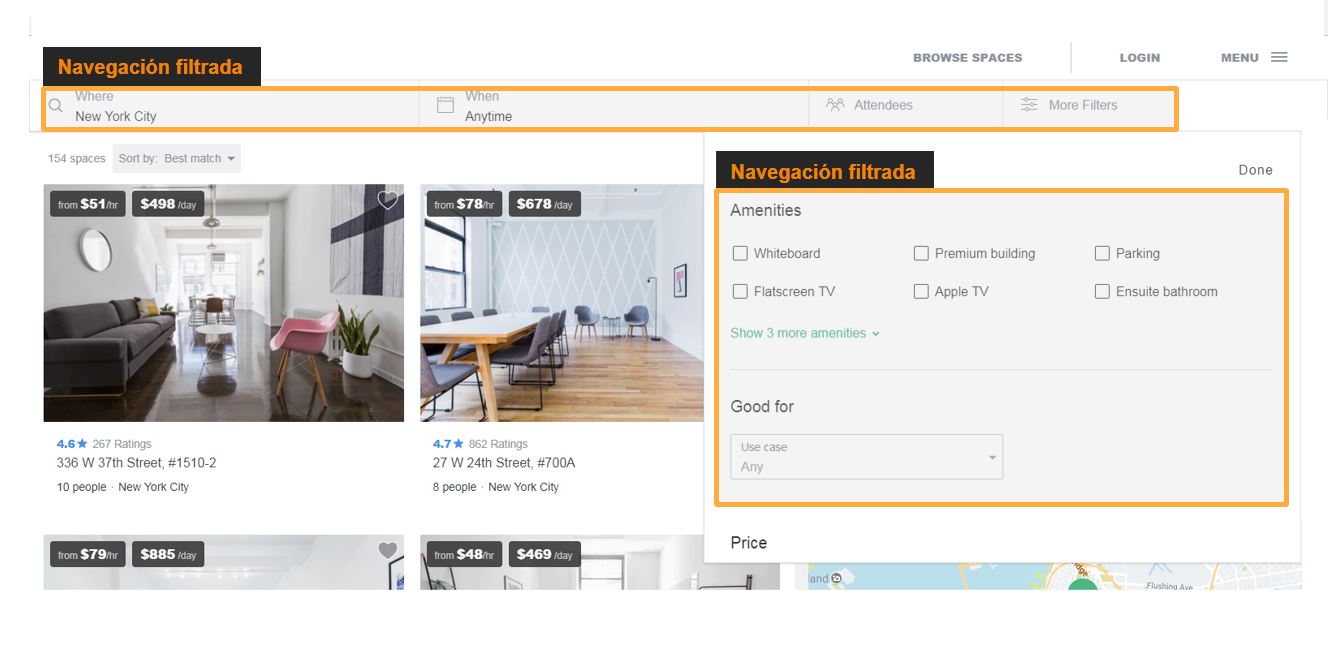 BROWSE SPACES
LOGIN
MENU
Navegación filtrada
Where
New York City
When
Anytime
Attendees
More Filters
154 spaces
Sort by: Best match
Navegación filtrada
Done
Amenities
Whiteboard
Premium building
Parking
Flatscreen TV
Apple TV
Ensuite bathroom
Show 3 more amenities
Good for
Use case
Any
Price
from $51/hr
$498 /day
from $78/hr
$678 /day
4.6★ 267 Ratings
336 W 37th Street, #1510-2
10 people · New York City
4.7★ 862 Ratings
27 W 24th Street, #700A
8 people · New York City
from $79/hr
$885 /day
from $48/hr
$469 /day
Flushing Ave